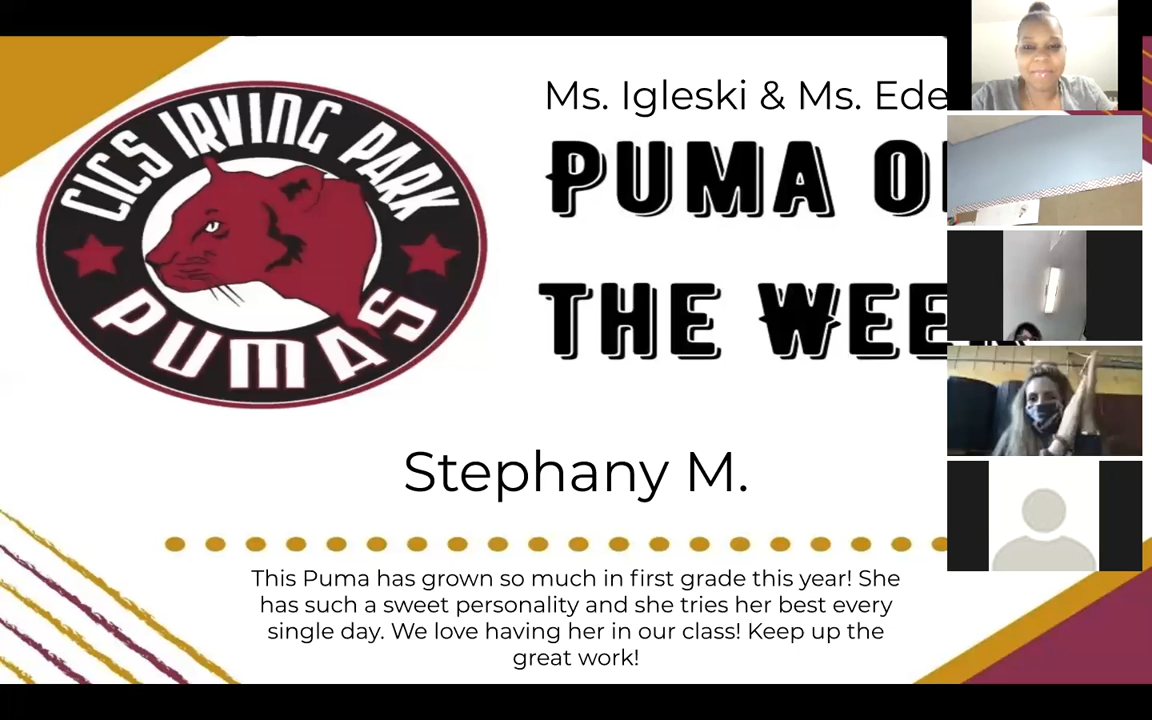 CICS IRVING PARK
PUMAS
Ms. Igleski & Ms. Ede
PUMA O
THE WEE
Stephany M.
This Puma has grown so much in first grade this year! She
has such a sweet personality and she tries her best every
single day. We love having her in our class! Keep up the
great work!